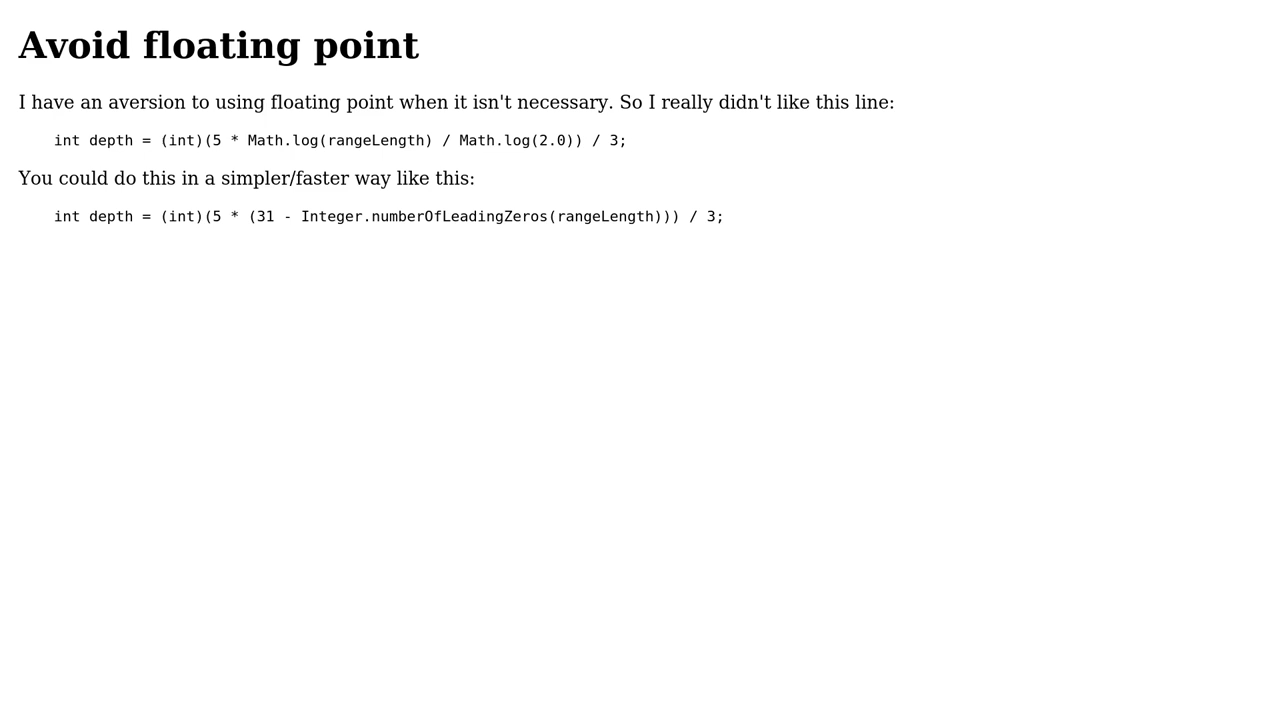 Avoid floating point
I have an aversion to using floating point when it isn't necessary. So I really didn't like this line:
int depth = (int)(5 * Math.log(rangeLength) / Math.log(2.0)) / 3;
You could do this in a simpler/faster way like this:
int depth = (int)(5 * (31 - Integer.numberOfLeadingZeros(rangeLength))) / 3;